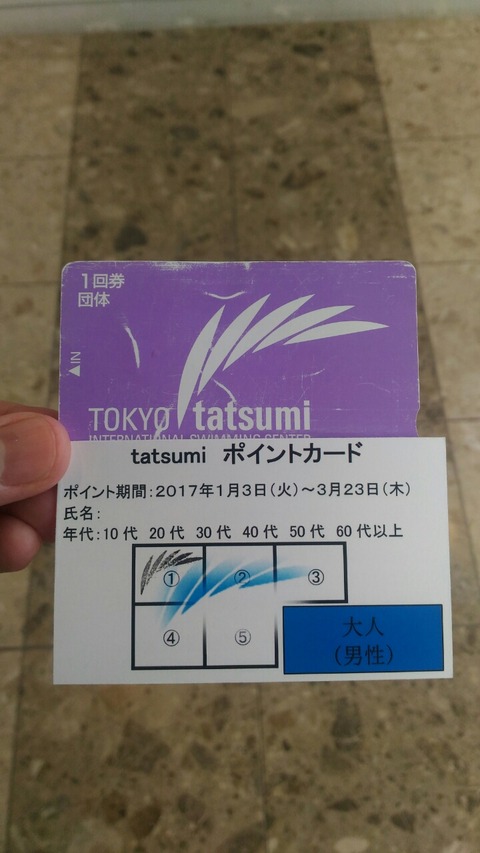 1回券
団体
◀IN
TOKYO tatsumi
INTERNATIONAL SWIMMING CENTER
tatsumi ポイントカード
ポイント期間:2017年1月3日(火)～3月23日(木)
氏名:
年代:10代 20代 30代 40代 50代 60代以上
① ② ③
④ ⑤
大人
(男性)